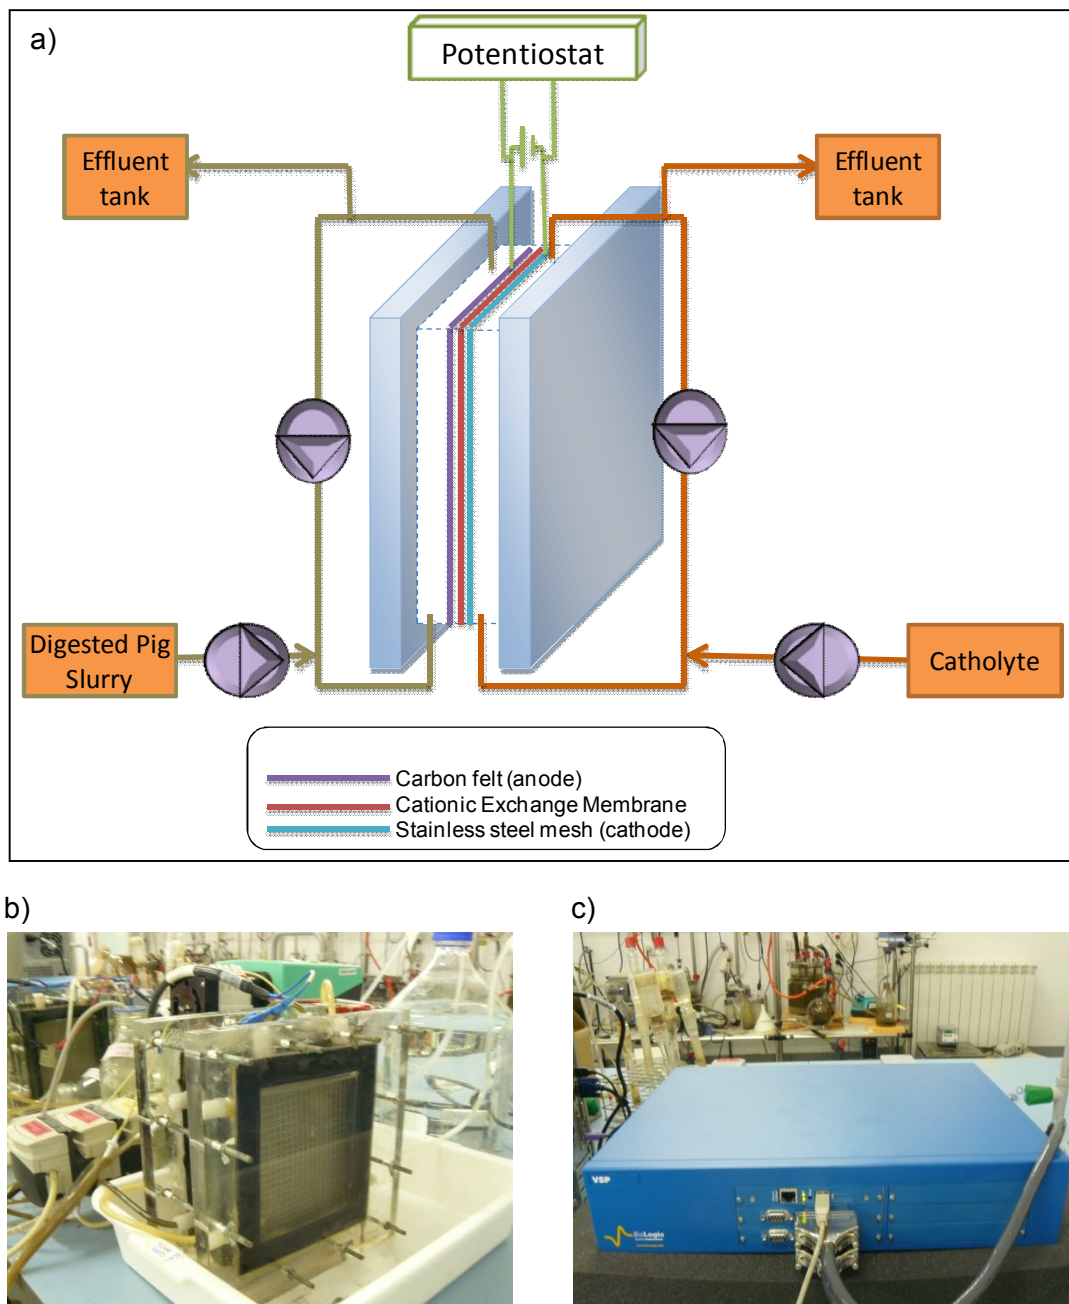 a)
Potentiostat
Effluent
tank
Effluent
tank
Digested Pig
Slurry
Catholyte
Carbon felt (anode)
Cationic Exchange Membrane
Stainless steel mesh (cathode)
b)
c)
VSP
BioLogic